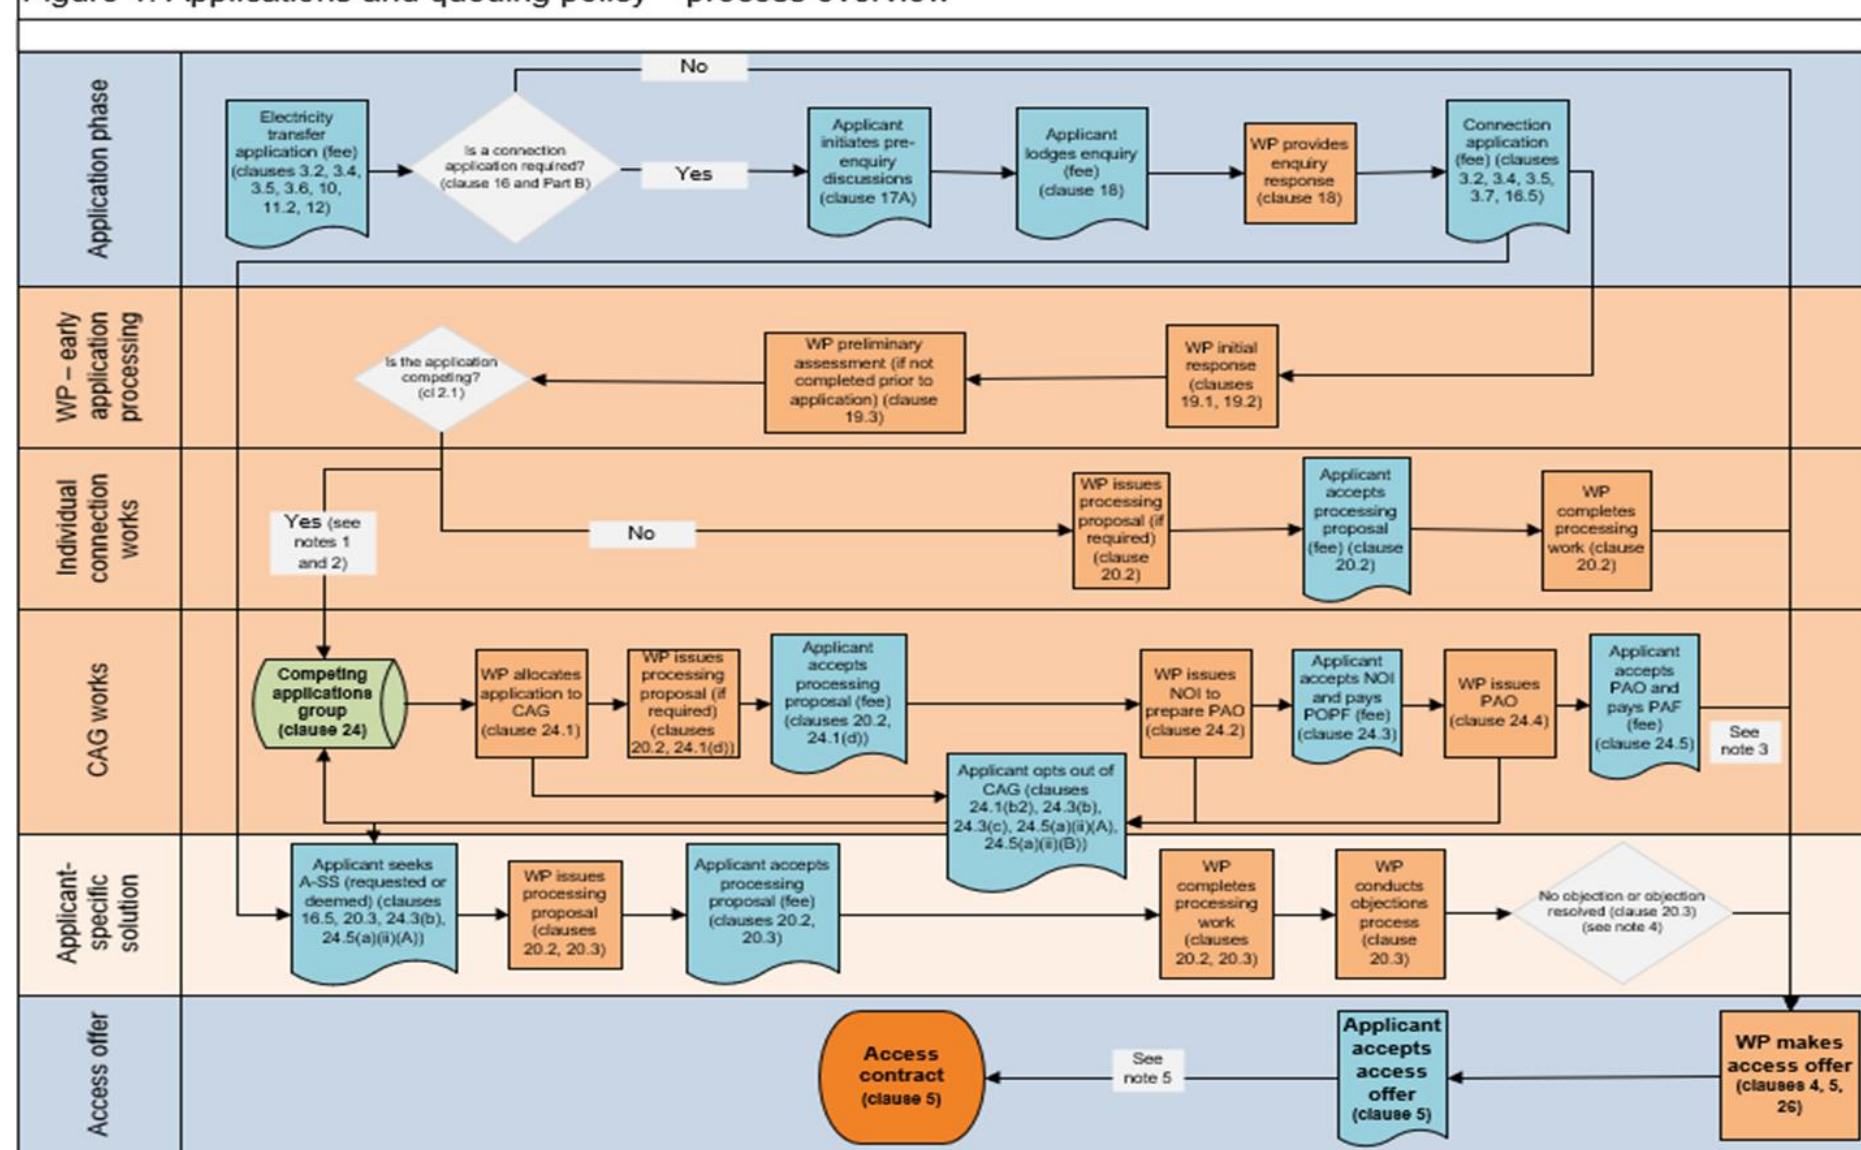 Figure 1: Applications and queuing policy – process overview
Application phase
No
Electricity
transfer
application (fee)
(clauses 3.2, 3.4,
3.5, 3.6, 10,
11.2, 12)
Is a connection
application required?
(clause 16 and Part B)
Yes
Applicant
initiates pre-
enquiry
discussions
(clause 17A)
Applicant
lodges enquiry
(fee)
(clause 18)
WP provides
enquiry
response
(clause 18)
Connection
application
(fee) (clauses
3.2, 3.4, 3.5,
3.7, 16.5)
WP – early
application
processing
Is the application
competing?
(cl 2.1)
WP preliminary
assessment (if not
completed prior to
application) (clause
19.3)
WP initial
response
(clauses
19.1, 19.2)
Individual
connection
works
Yes (see
notes 1
and 2)
No
WP issues
processing
proposal (if
required)
(clause
20.2)
Applicant
accepts
processing
proposal
(fee) (clause
20.2)
WP
completes
processing
work (clause
20.2)
CAG works
Competing
applications
group
(clause 24)
WP allocates
application to
CAG
(clause 24.1)
WP issues
processing
proposal (if
required)
(clauses
20.2, 24.1(d))
Applicant
accepts
processing
proposal (fee)
(clauses 20.2,
24.1(d))
WP issues
NOI to
prepare PAO
(clause 24.2)
Applicant
accepts NOI
and pays
POPF (fee)
(clause 24.3)
WP issues
PAO
(clause 24.4)
Applicant
accepts
PAO and
pays PAF
(fee)
(clause 24.5)
See
note 3
Applicant opts out of
CAG (clauses
24.1(b2), 24.3(b),
24.3(c), 24.5(a)(ii)(A),
24.5(a)(ii)(B))
Applicant-
specific
solution
Applicant seeks
A-SS (requested or
deemed) (clauses
16.5, 20.3, 24.3(b),
24.5(a)(ii)(A))
WP issues
processing
proposal
(clauses
20.2, 20.3)
Applicant accepts
processing
proposal (fee)
(clauses 20.2,
20.3)
WP
completes
processing
work
(clauses
20.2, 20.3)
WP
conducts
objections
process
(clause
20.3)
No objection or objection
resolved (clause 20.3)
(see note 4)
Access offer
Access
contract
(clause 5)
See
note 5
Applicant
accepts
access
offer
(clause 5)
WP makes
access offer
(clauses 4, 5,
26)